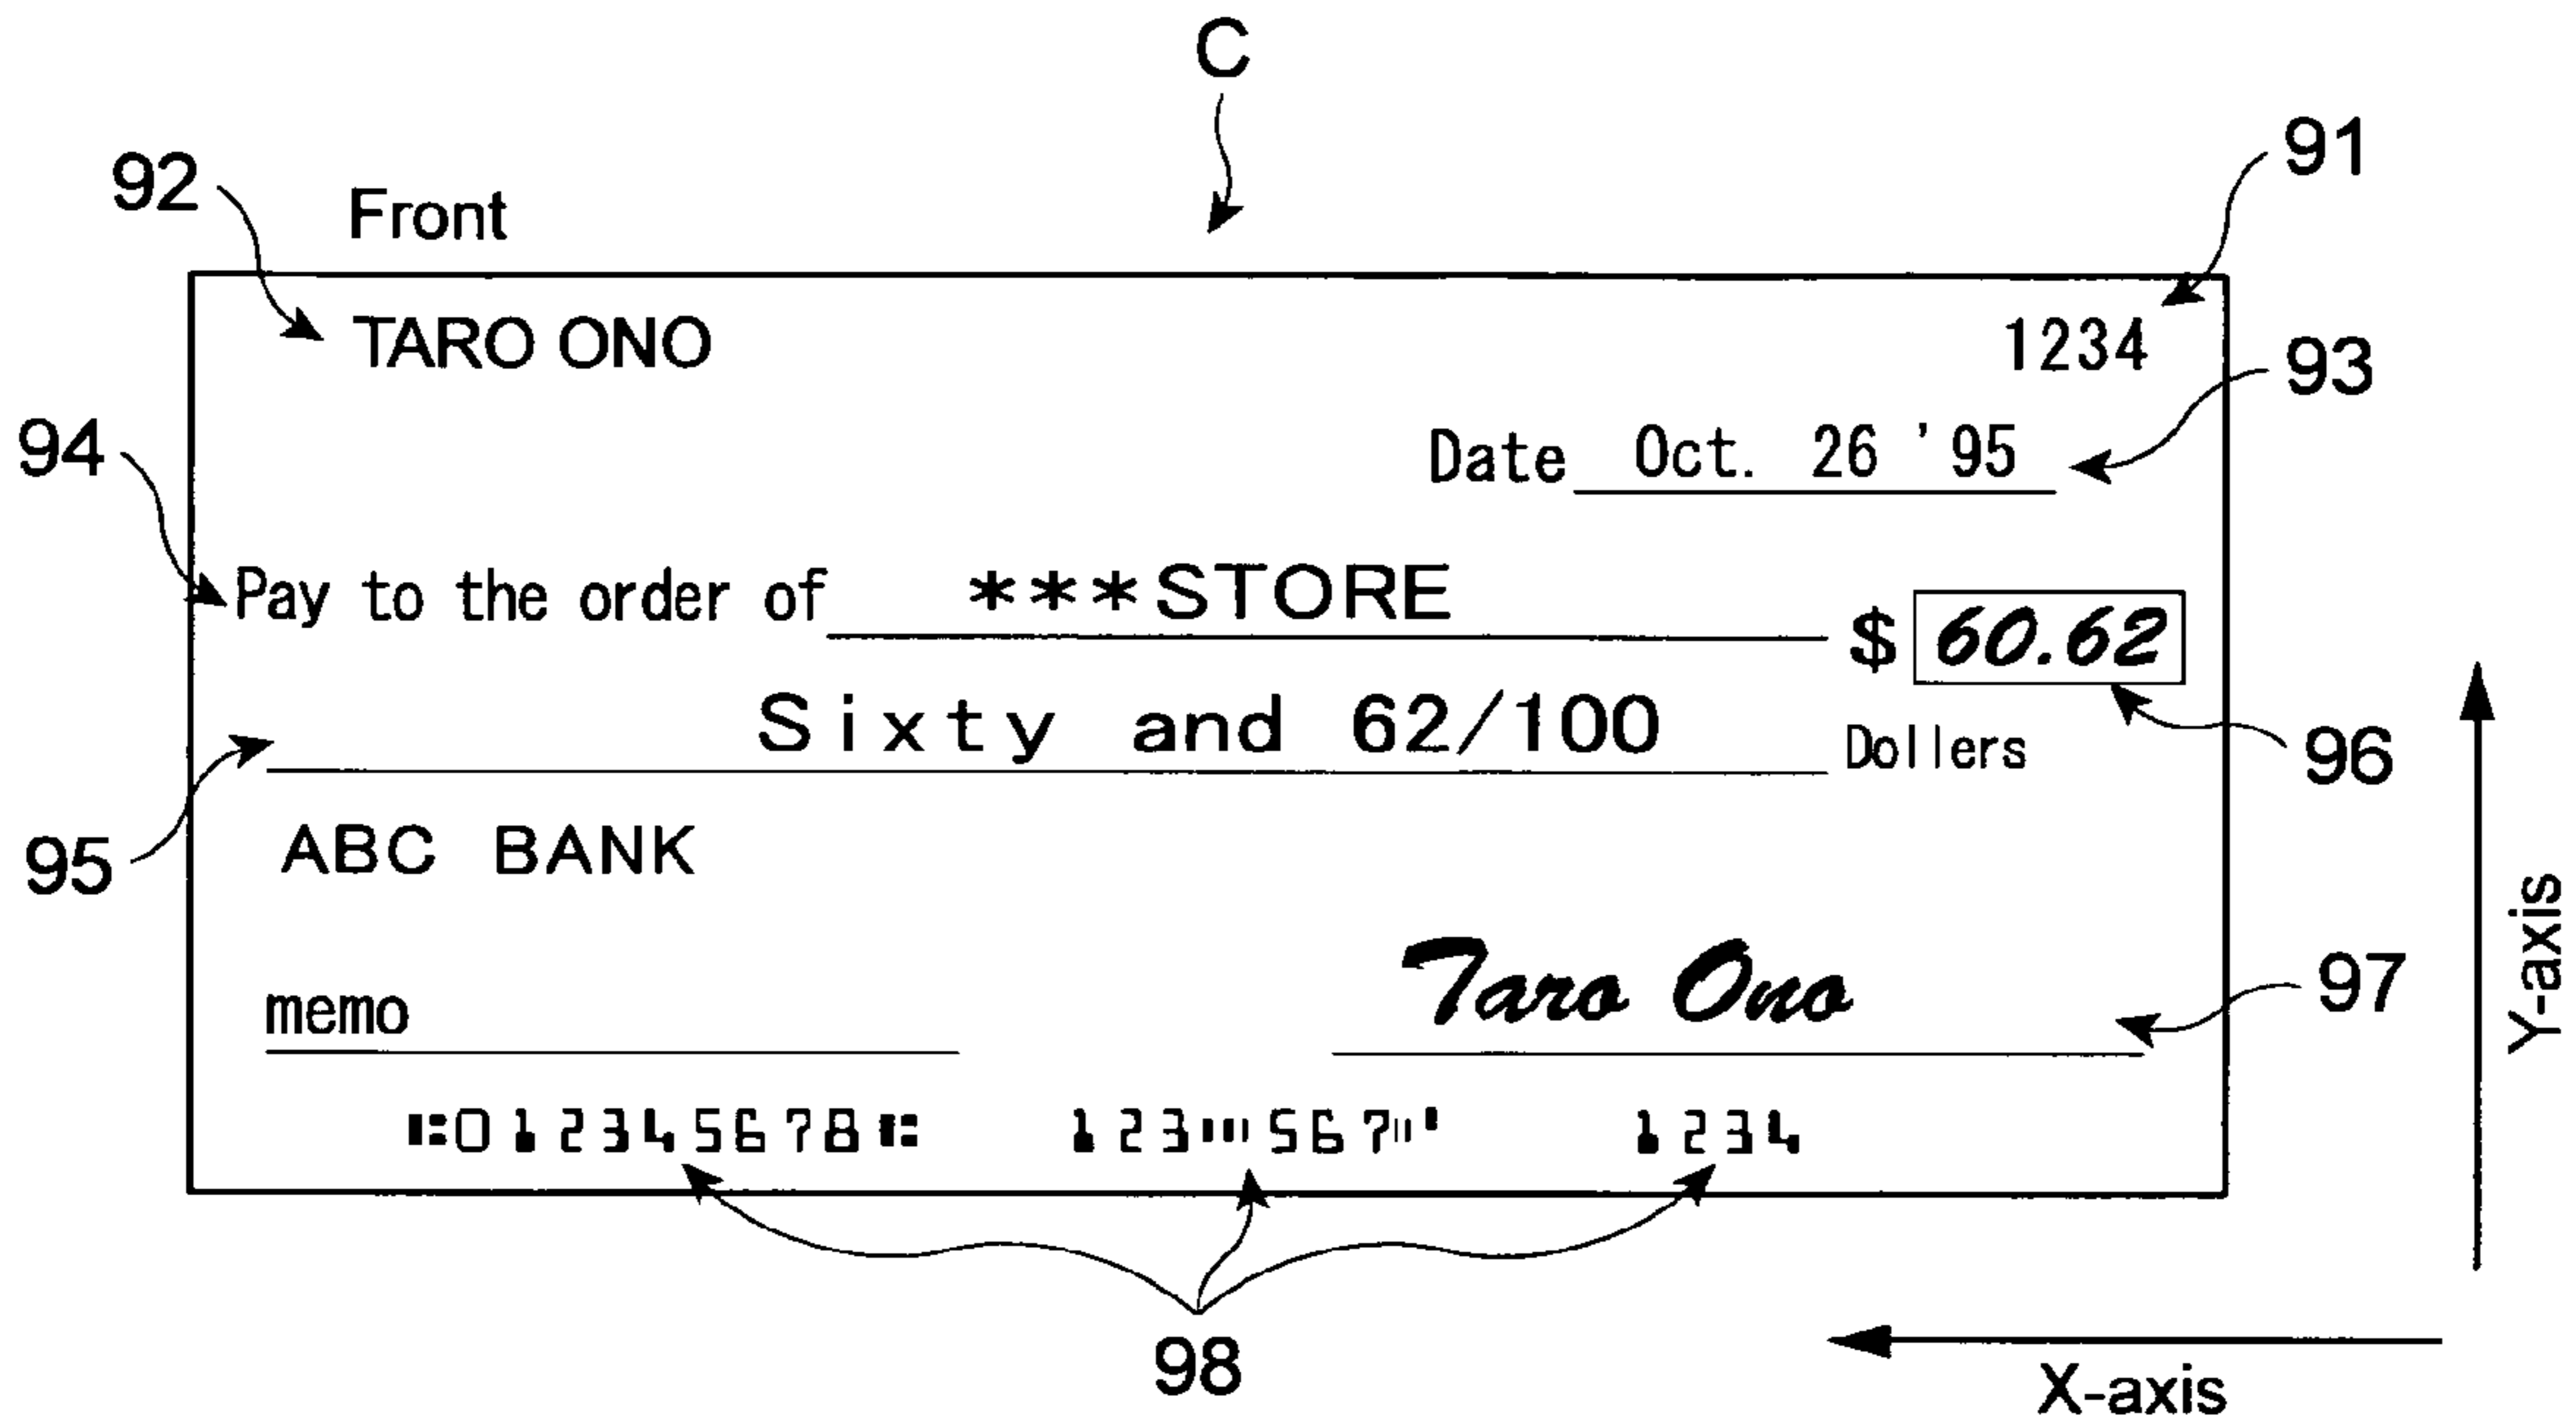 C
91
92
Front
TARO ONO
1234
93
Date Oct. 26 '95
94
Pay to the order of ***STORE
$ 60.62
Sixty and 62/100 Dollers
96
95
ABC BANK
Taro Ono
97
memo
Y-axis
⑆012345678⑆ 123⑈567⑈ 1234
98
X-axis